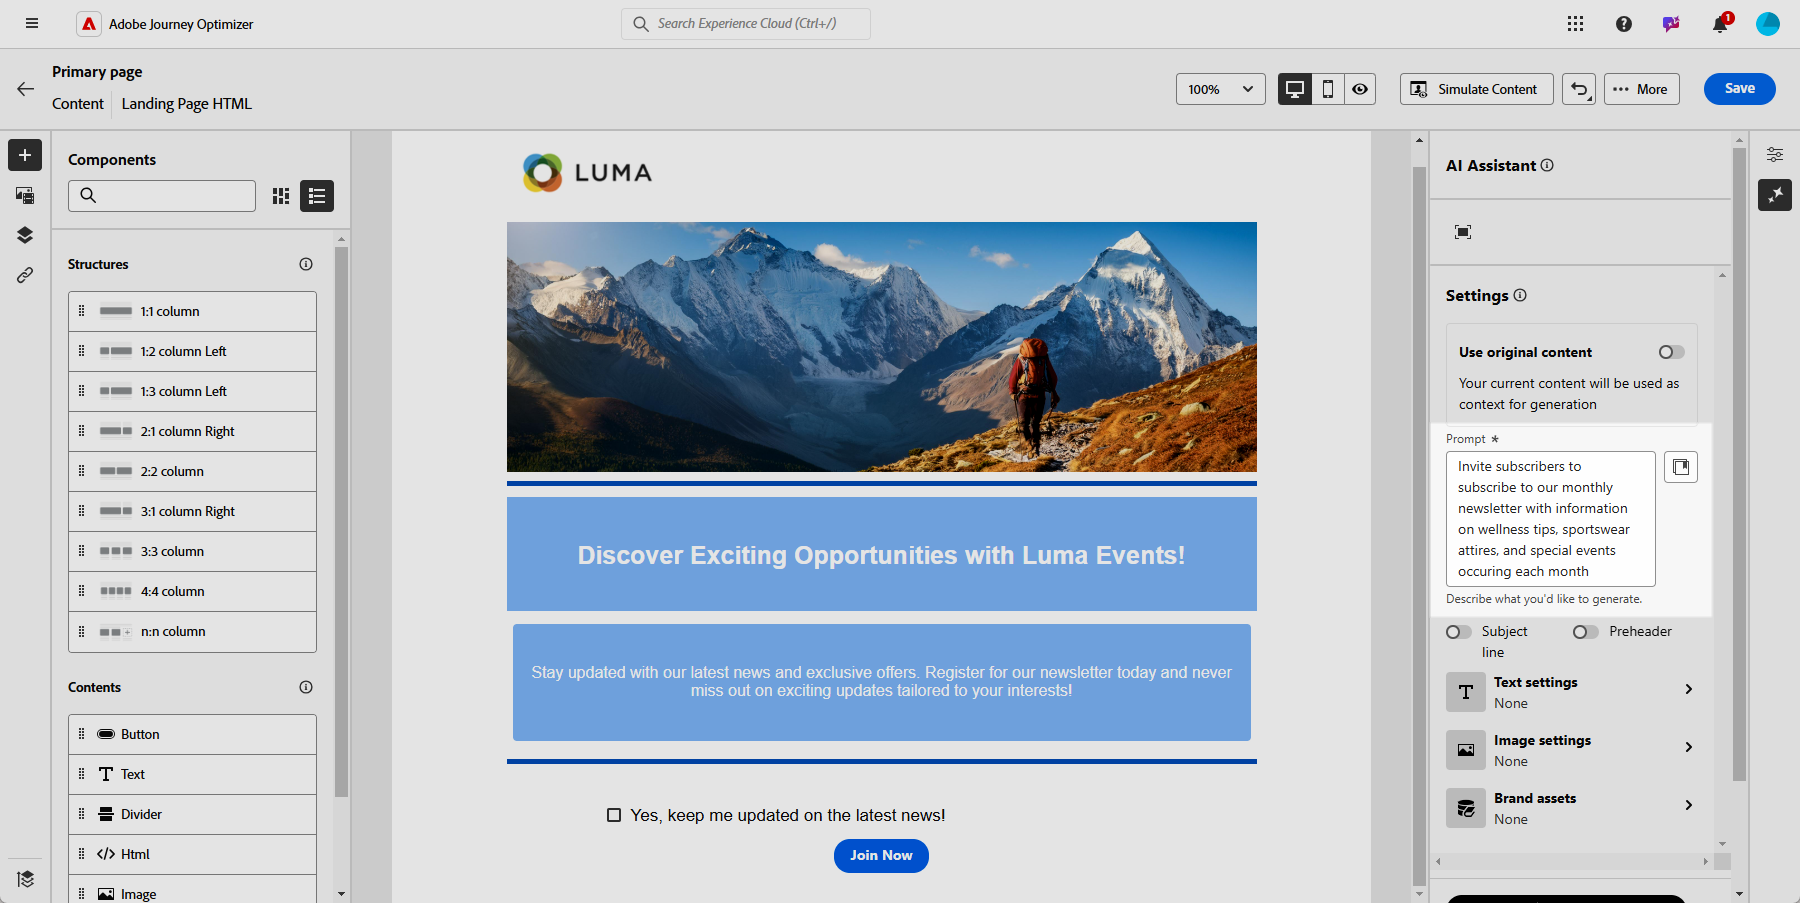 Adobe Journey Optimizer
Search Experience Cloud (Ctrl+/)
1
Primary page
Content
Landing Page HTML
100%
Simulate Content
More
Save
Components
Structures
1:1 column
1:2 column Left
1:3 column Left
2:1 column Right
2:2 column
3:1 column Right
3:3 column
4:4 column
n:n column
Contents
Button
Text
Divider
Html
Image
LUMA
Discover Exciting Opportunities with Luma Events!
Stay updated with our latest news and exclusive offers. Register for our newsletter today and never
miss out on exciting updates tailored to your interests!
Yes, keep me updated on the latest news!
Join Now
AI Assistant
Settings
Use original content
Your current content will be used as
context for generation
Prompt *
Invite subscribers to
subscribe to our monthly
newsletter with information
on wellness tips, sportswear
attires, and special events
occuring each month
Describe what you'd like to generate.
Subject
line
Preheader
Text settings
None
Image settings
None
Brand assets
None